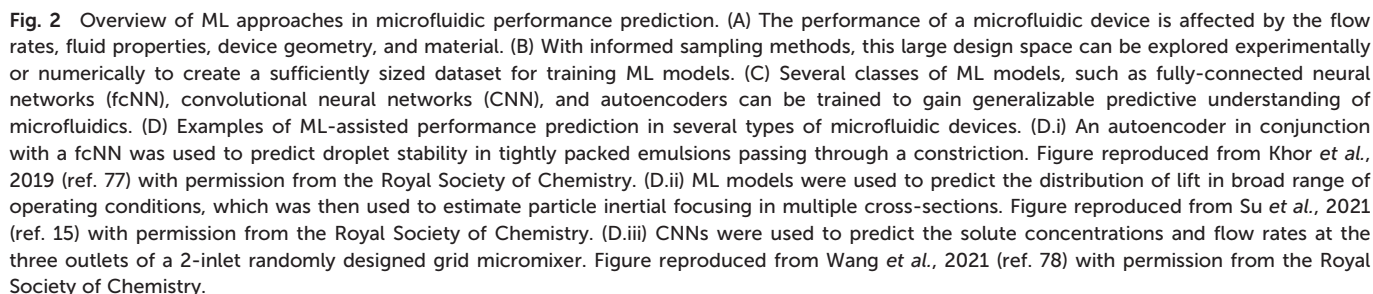 Fig. 2 Overview of ML approaches in microfluidic performance prediction. (A) The performance of a microfluidic device is affected by the flow
rates, fluid properties, device geometry, and material. (B) With informed sampling methods, this large design space can be explored experimentally
or numerically to create a sufficiently sized dataset for training ML models. (C) Several classes of ML models, such as fully-connected neural
networks (fcNN), convolutional neural networks (CNN), and autoencoders can be trained to gain generalizable predictive understanding of
microfluidics. (D) Examples of ML-assisted performance prediction in several types of microfluidic devices. (D.i) An autoencoder in conjunction
with a fcNN was used to predict droplet stability in tightly packed emulsions passing through a constriction. Figure reproduced from Khor et al.,
2019 (ref. 77) with permission from the Royal Society of Chemistry. (D.ii) ML models were used to predict the distribution of lift in broad range of
operating conditions, which was then used to estimate particle inertial focusing in multiple cross-sections. Figure reproduced from Su et al., 2021
(ref. 15) with permission from the Royal Society of Chemistry. (D.iii) CNNs were used to predict the solute concentrations and flow rates at the
three outlets of a 2-inlet randomly designed grid micromixer. Figure reproduced from Wang et al., 2021 (ref. 78) with permission from the Royal
Society of Chemistry.